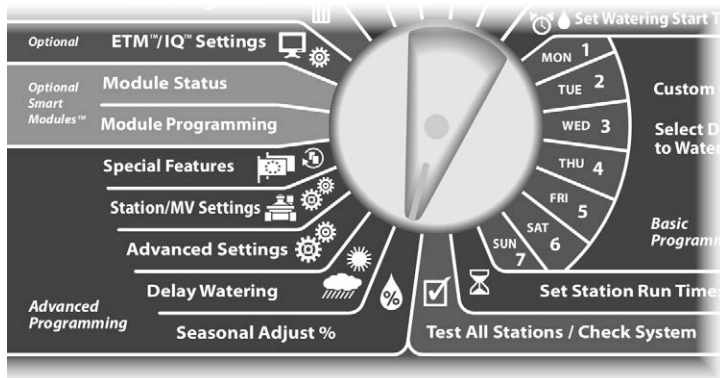 Set Watering Start T
Optional
ETM™/IQ™ Settings
Optional
Smart
Modules™
Module Status
Module Programming
Special Features
Station/MV Settings
Advanced Settings
Delay Watering
Advanced
Programming
Seasonal Adjust %
%
MON 1
TUE 2
WED 3
THU 4
FRI 5
SAT 6
SUN 7
Custom
Select D
to Water
Basic
Programm
Set Station Run Time
Test All Stations / Check System